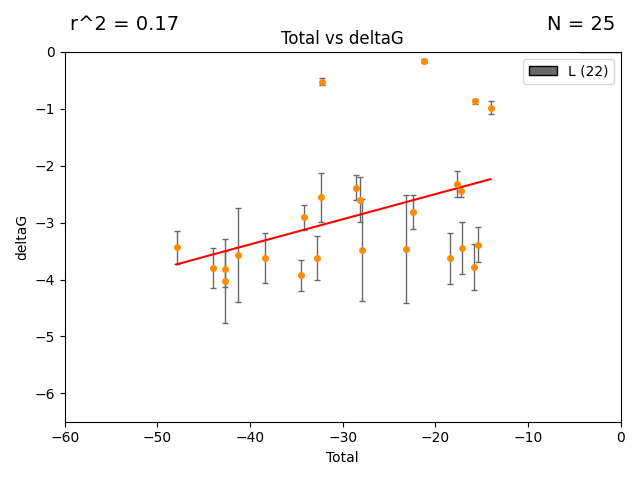 r^2 = 0.17
N = 25
Total vs deltaG
L (22)
0
−1
−2
−3
−4
−5
−6
deltaG
−60 −50 −40 −30 −20 −10 0
Total